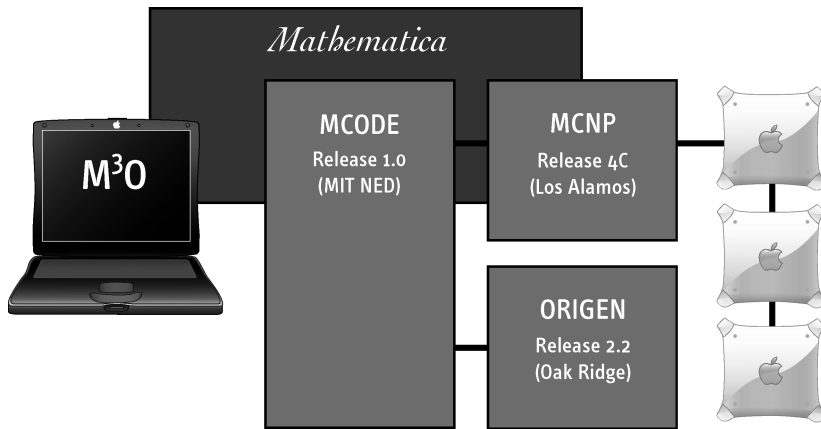 Mathematica
M³O
MCODE
Release 1.0
(MIT NED)
MCNP
Release 4C
(Los Alamos)
ORIGEN
Release 2.2
(Oak Ridge)